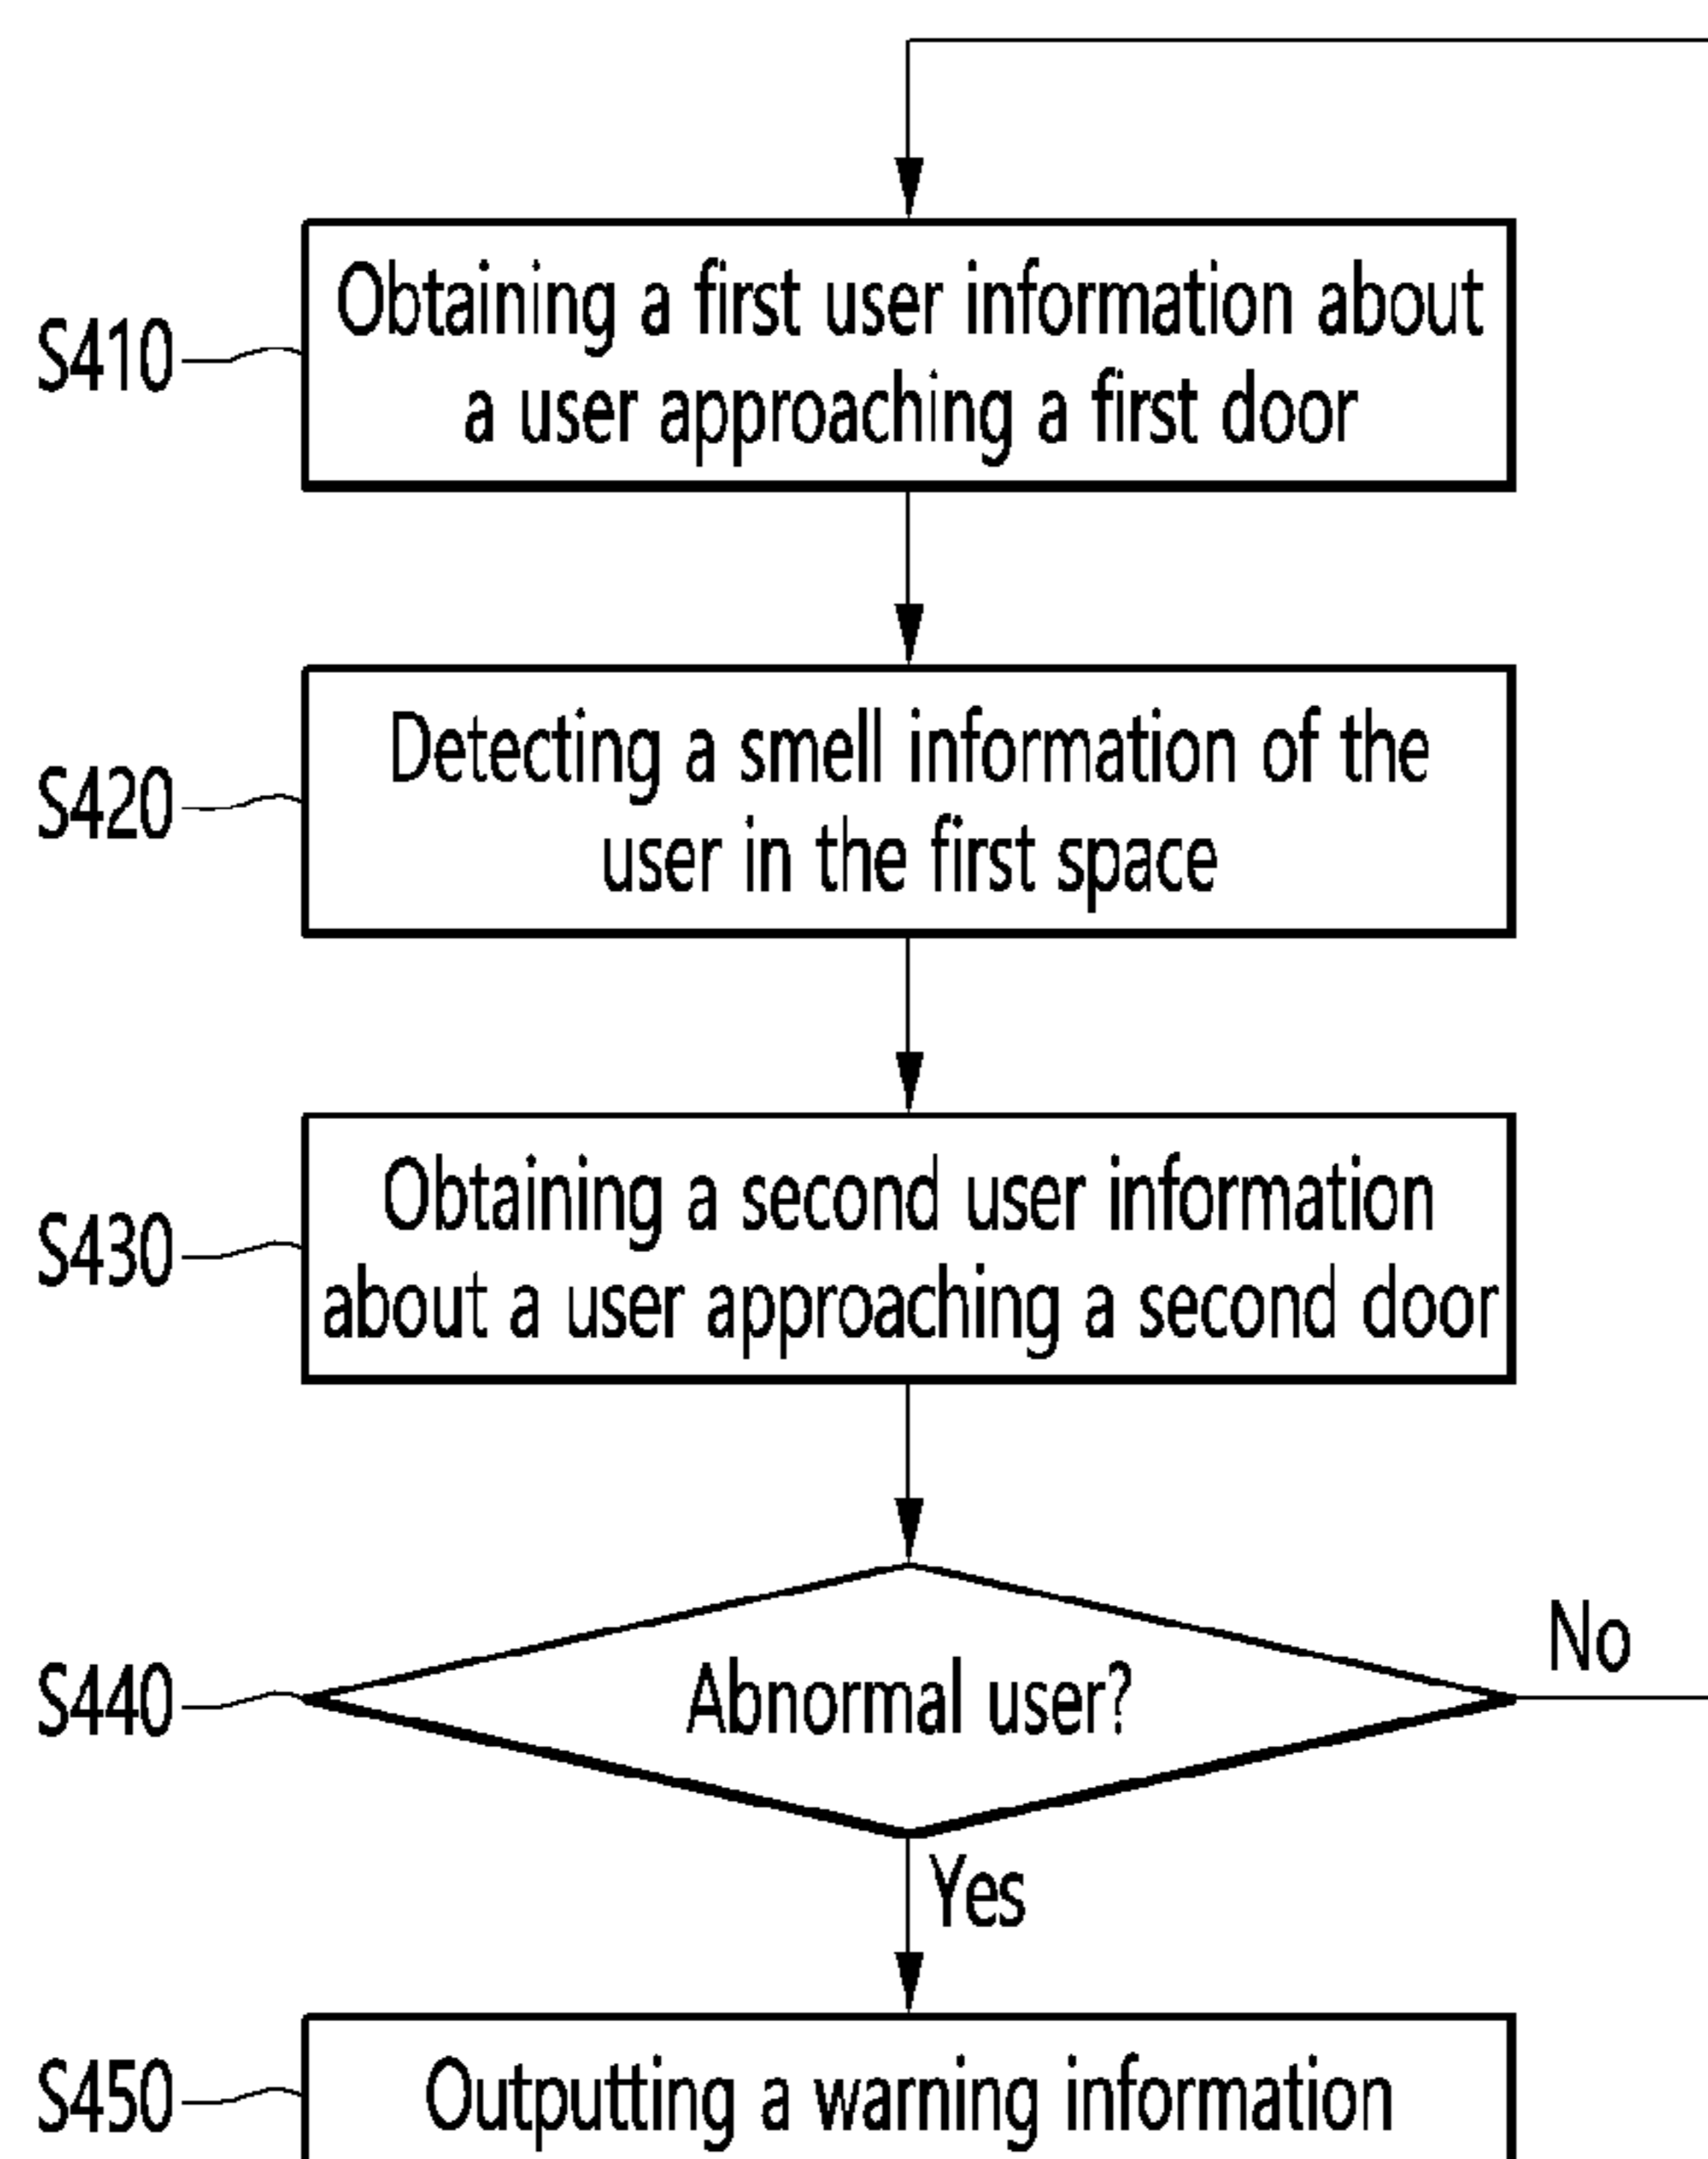 S410
Obtaining a first user information about
a user approaching a first door
S420
Detecting a smell information of the
user in the first space
S430
Obtaining a second user information
about a user approaching a second door
S440
Abnormal user?
No
Yes
S450
Outputting a warning information